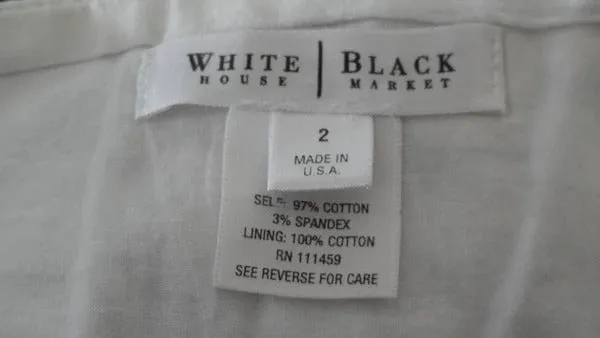 WHITE | BLACK
HOUSE MARKET
2
MADE IN
U.S.A.
97% COTTON
3% SPANDEX
LINING: 100% COTTON
RN 111459
SEE REVERSE FOR CARE